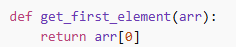 def get_first_element(arr):
    return arr[0]